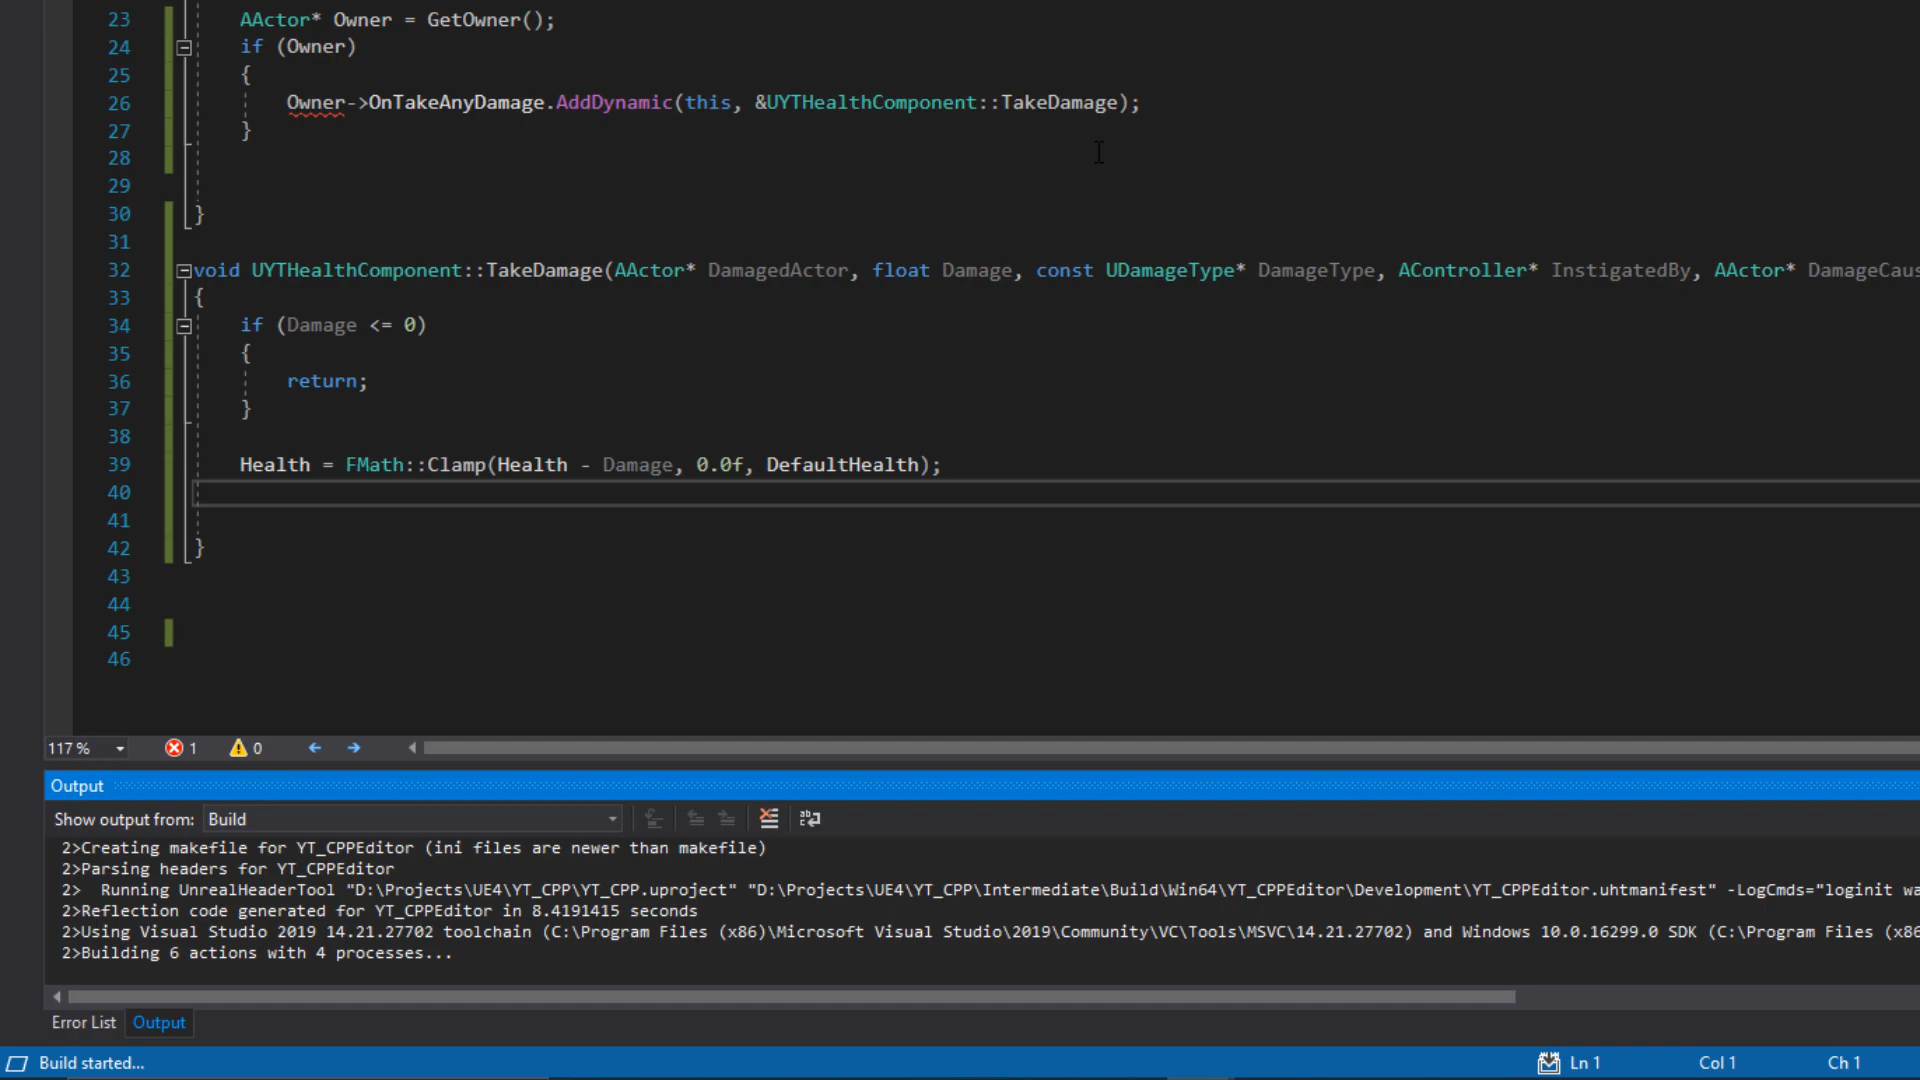 23 AActor* Owner = GetOwner();
24 if (Owner)
25 {
26 Owner->OnTakeAnyDamage.AddDynamic(this, &UYTHealthComponent::TakeDamage);
27 }
28
29
30 }
31
32 void UYTHealthComponent::TakeDamage(AActor* DamagedActor, float Damage, const UDamageType* DamageType, AController* InstigatedBy, AActor* DamageCaus
33 {
34 if (Damage <= 0)
35 {
36 return;
37 }
38
39 Health = FMath::Clamp(Health - Damage, 0.0f, DefaultHealth);
40
41
42 }
43
44
45
46
117 % 1 0
Output
Show output from: Build
2>Creating makefile for YT_CPPEditor (ini files are newer than makefile)
2>Parsing headers for YT_CPPEditor
2> Running UnrealHeaderTool "D:\Projects\UE4\YT_CPP\YT_CPP.uproject" "D:\Projects\UE4\YT_CPP\Intermediate\Build\Win64\YT_CPPEditor\Development\YT_CPPEditor.uhtmanifest" -LogCmds="loginit wa
2>Reflection code generated for YT_CPPEditor in 8.4191415 seconds
2>Using Visual Studio 2019 14.21.27702 toolchain (C:\Program Files (x86)\Microsoft Visual Studio\2019\Community\VC\Tools\MSVC\14.21.27702) and Windows 10.0.16299.0 SDK (C:\Program Files (x86
2>Building 6 actions with 4 processes...
Error List Output
Build started... Ln 1 Col 1 Ch 1